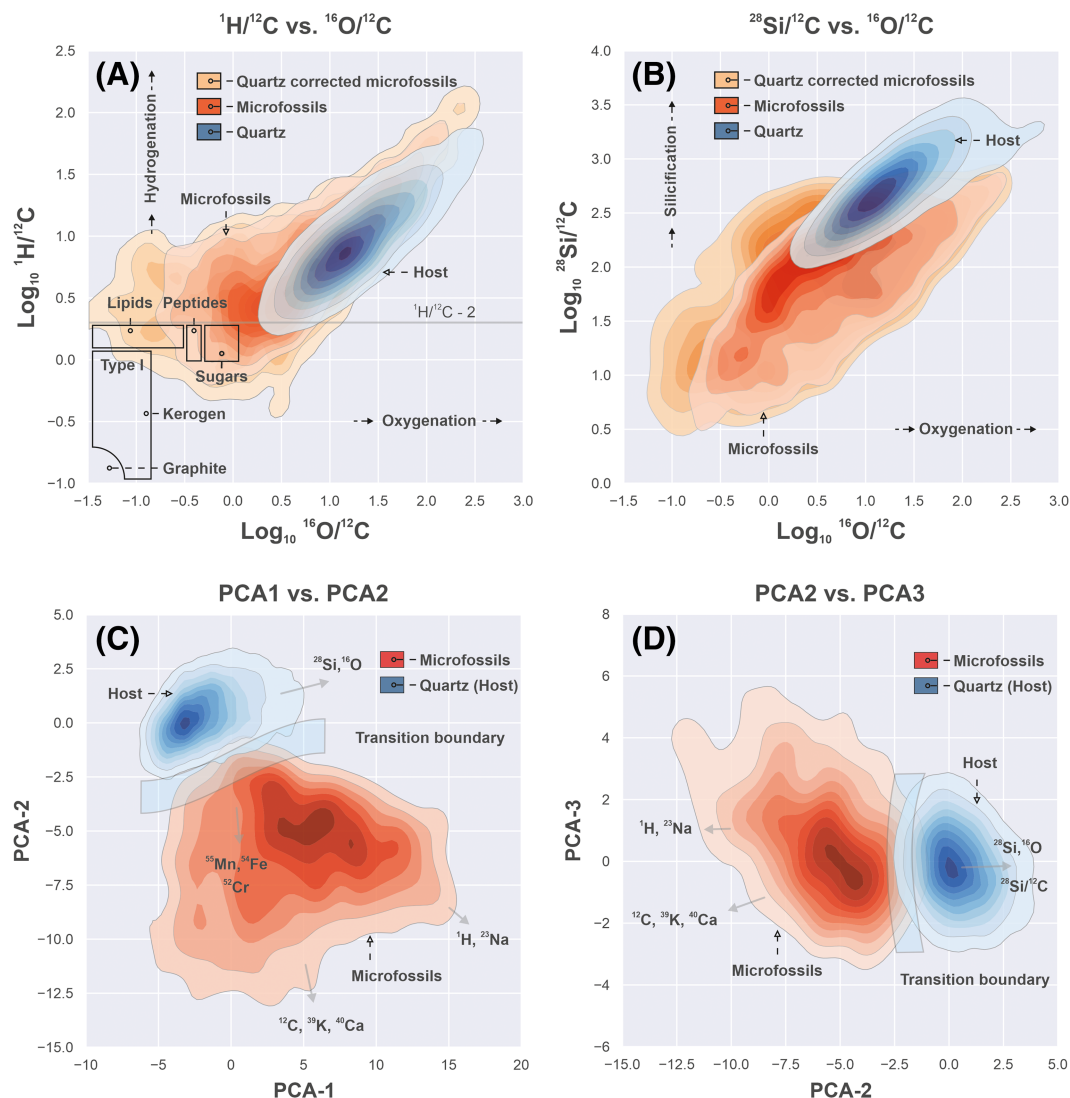 ¹H/¹²C vs. ¹⁶O/¹²C
(A)
Quartz corrected microfossils
Microfossils
Quartz
Hydrogenation
Microfossils
Host
¹H/¹²C - 2
Lipids
Peptides
Type I
Sugars
Kerogen
Graphite
Oxygenation
2.5
2.0
1.5
1.0
0.5
0.0
−0.5
−1.0
−1.5 −1.0 −0.5 0.0 0.5 1.0 1.5 2.0 2.5 3.0
Log₁₀ ¹H/¹²C
Log₁₀ ¹⁶O/¹²C
²⁸Si/¹²C vs. ¹⁶O/¹²C
(B)
Quartz corrected microfossils
Microfossils
Quartz
Silicification
Host
Microfossils
Oxygenation
4.0
3.5
3.0
2.5
2.0
1.5
1.0
0.5
0.0
−1.5 −1.0 −0.5 0.0 0.5 1.0 1.5 2.0 2.5 3.0
Log₁₀ ²⁸Si/¹²C
Log₁₀ ¹⁶O/¹²C
PCA1 vs. PCA2
(C)
Microfossils
Quartz (Host)
²⁸Si,¹⁶O
Host
Transition boundary
⁵⁵Mn, ⁵⁴Fe
⁵²Cr
¹H, ²³Na
Microfossils
¹²C, ³⁹K, ⁴⁰Ca
5.0
2.5
0.0
−2.5
−5.0
−7.5
−10.0
−12.5
−15.0
−10 −5 0 5 10 15 20
PCA-2
PCA-1
PCA2 vs. PCA3
(D)
Microfossils
Quartz (Host)
Host
¹H, ²³Na
²⁸Si,¹⁶O
²⁸Si/¹²C
¹²C, ³⁹K, ⁴⁰Ca
Microfossils
Transition boundary
8
6
4
2
0
−2
−4
−6
−15.0 −12.5 −10.0 −7.5 −5.0 −2.5 0.0 2.5 5.0
PCA-3
PCA-2